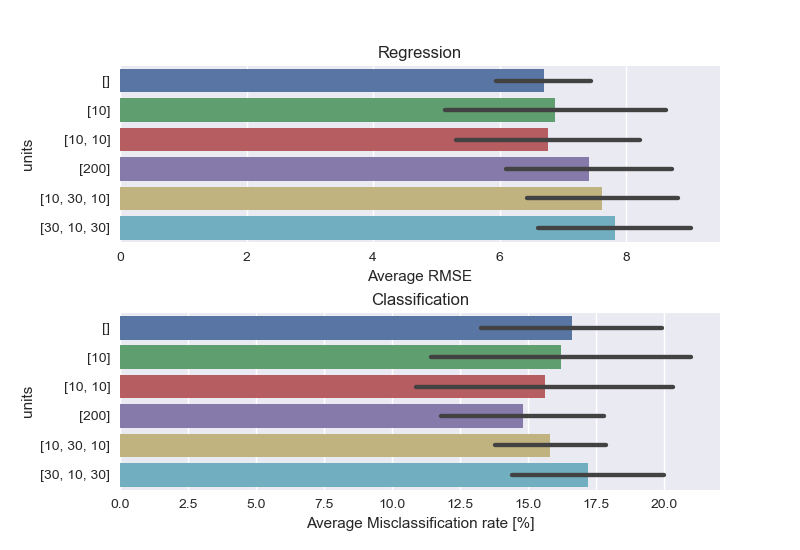 Regression
units
[]
[10]
[10, 10]
[200]
[10, 30, 10]
[30, 10, 30]
0 2 4 6 8
Average RMSE
Classification
units
[]
[10]
[10, 10]
[200]
[10, 30, 10]
[30, 10, 30]
0.0 2.5 5.0 7.5 10.0 12.5 15.0 17.5 20.0
Average Misclassification rate [%]